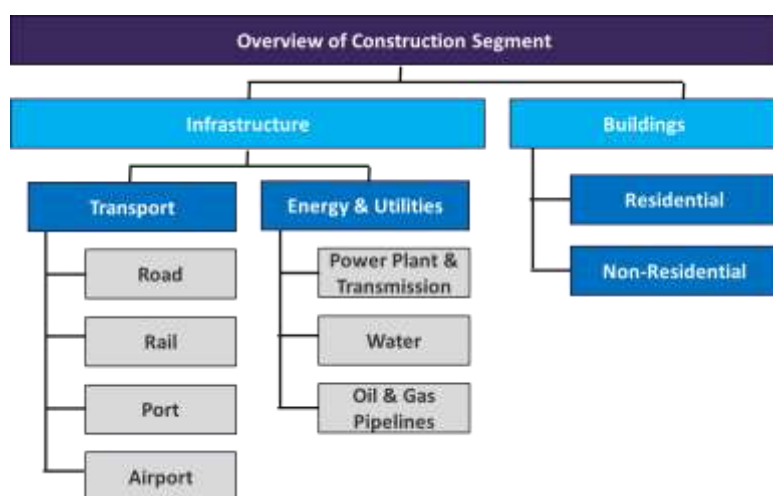 Overview of Construction Segment
Infrastructure
Buildings
Transport
Energy & Utilities
Residential
Road
Power Plant &
Transmission
Non-Residential
Rail
Water
Port
Oil & Gas
Pipelines
Airport